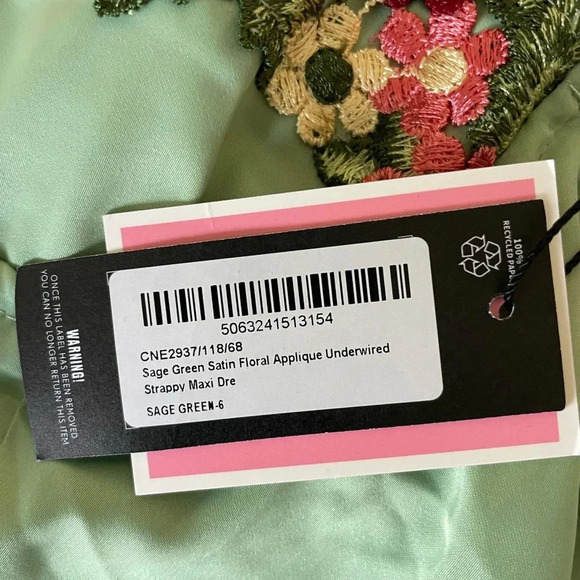 WARNING!
ONCE THIS LABEL HAS BEEN REMOVED,
YOU CAN NO LONGER RETURN THIS ITEM
5063241513154
CNE2937/118/68
Sage Green Satin Floral Applique Underwired
Strappy Maxi Dre
SAGE GREEN-6
100%
RECYCLED PAPER